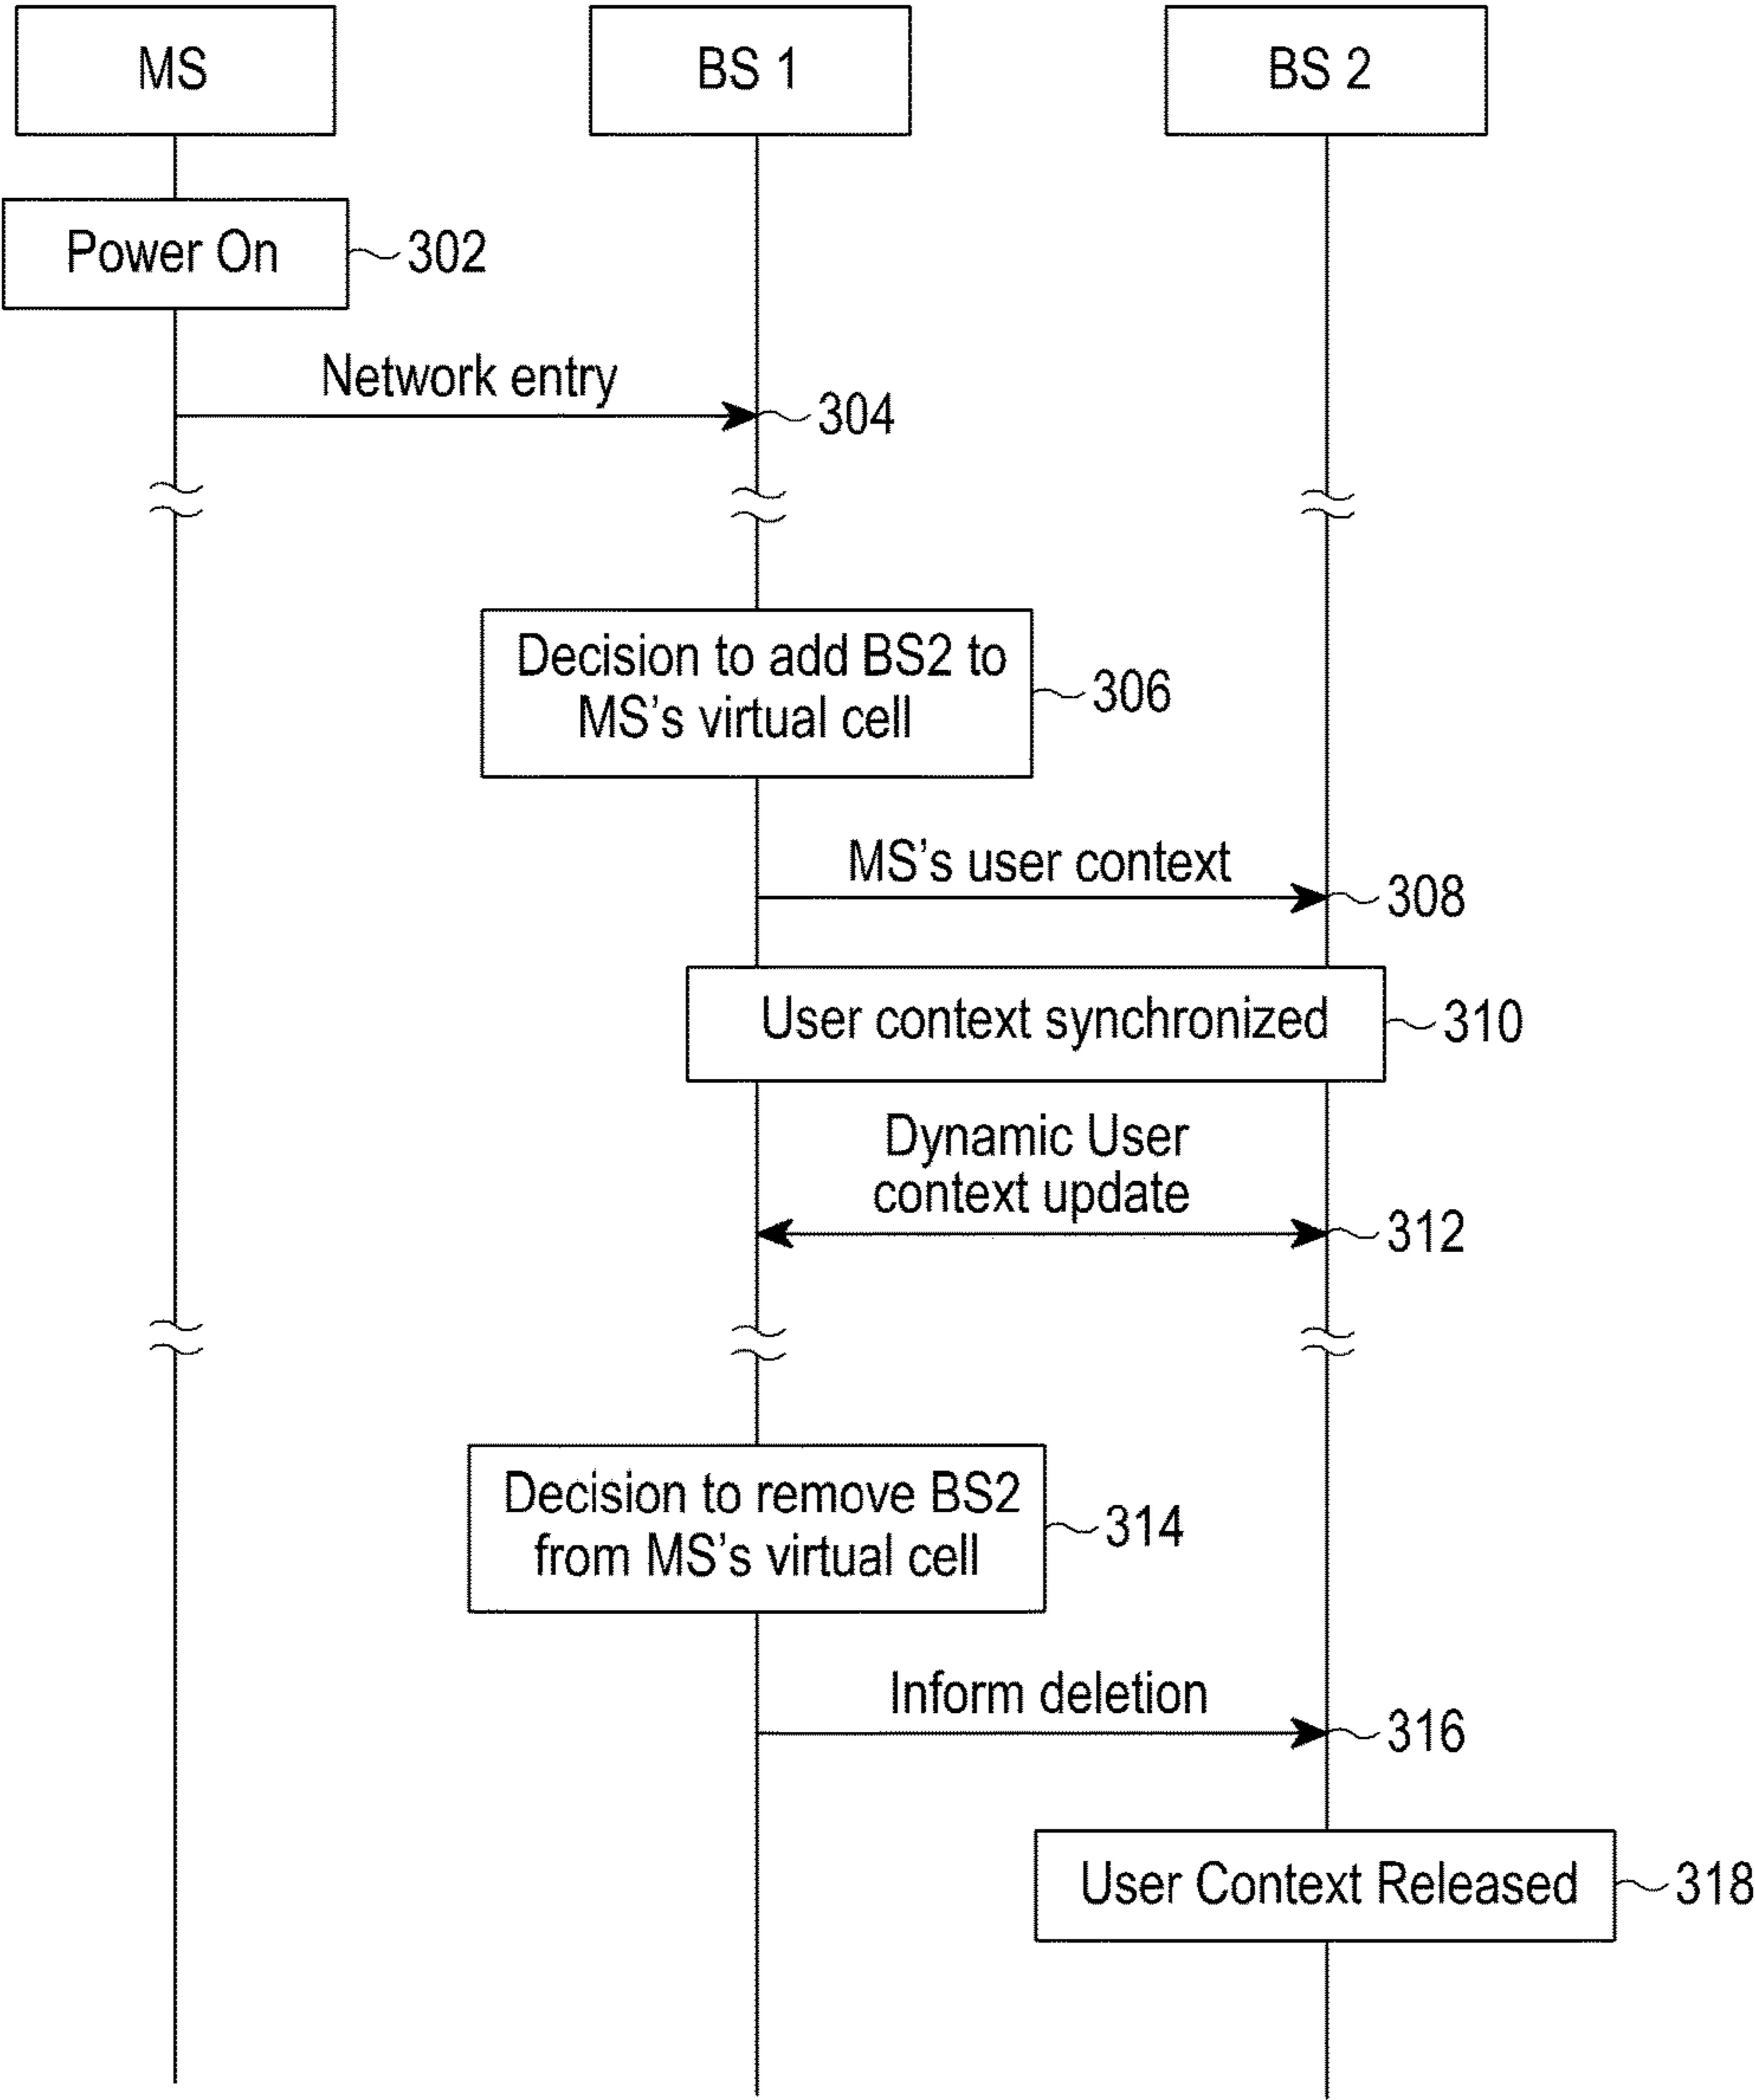 MS
BS 1
BS 2
Power On
302
Network entry
304
Decision to add BS2 to
MS’s virtual cell
306
MS’s user context
308
User context synchronized
310
Dynamic User
context update
312
Decision to remove BS2
from MS’s virtual cell
314
Inform deletion
316
User Context Released
318